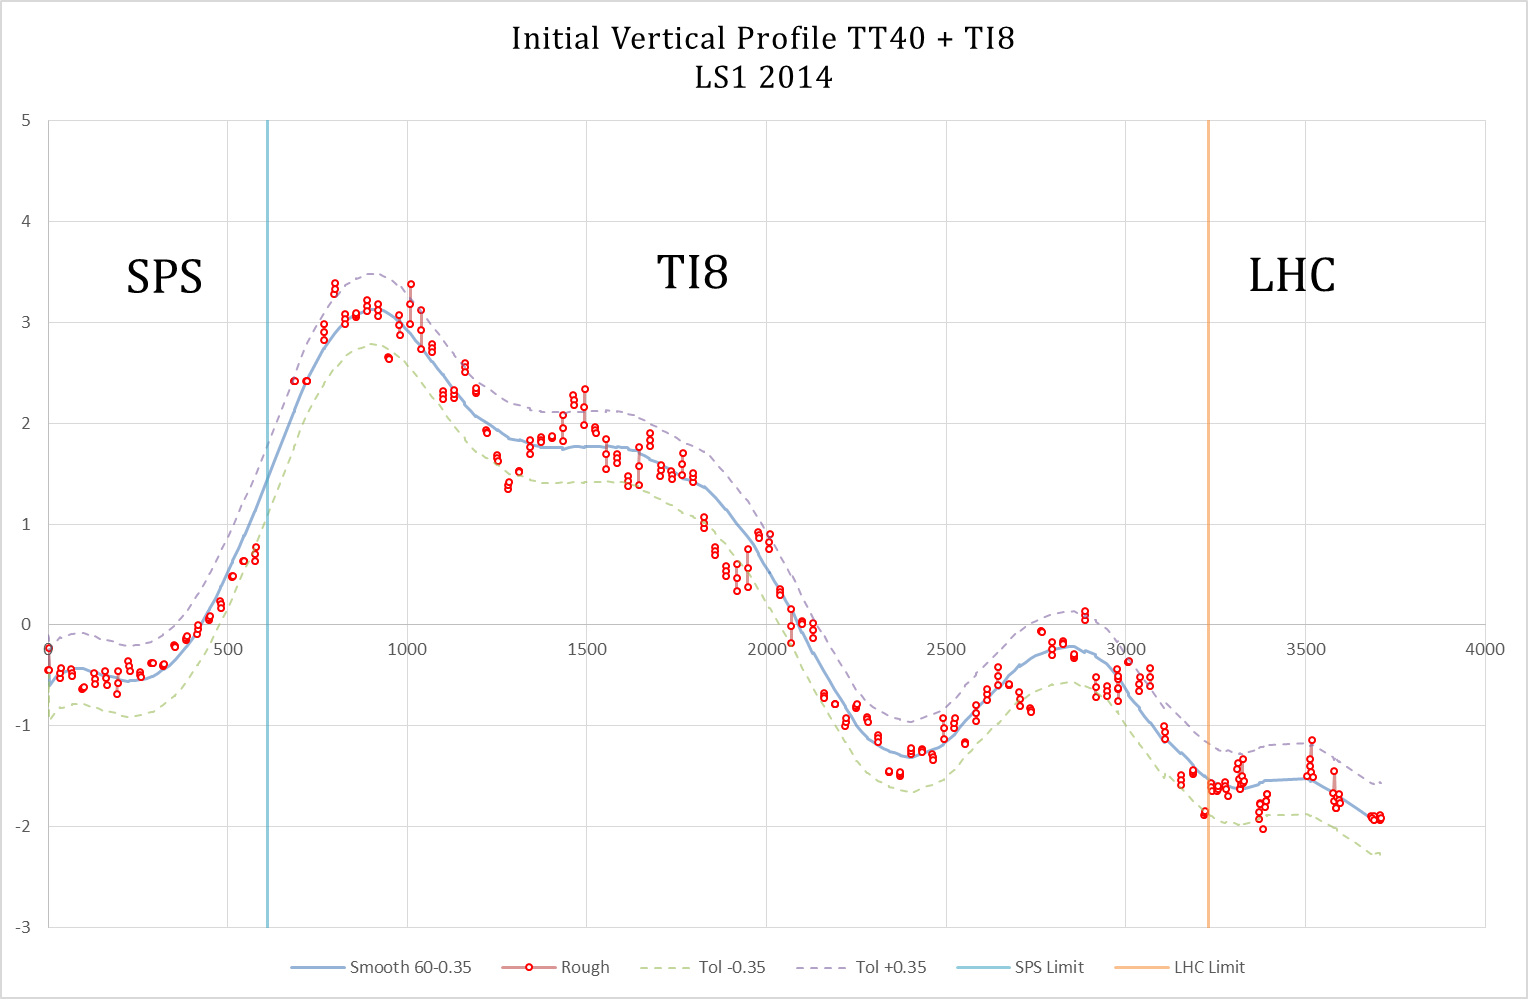 Initial Vertical Profile TT40 + TI8
LS1 2014
5
4
SPS
TI8
LHC
3
2
1
0
0
500
1000
1500
2000
2500
3000
3500
4000
-1
-2
-3
Smooth 60-0.35
Rough
Tol -0.35
Tol +0.35
SPS Limit
LHC Limit